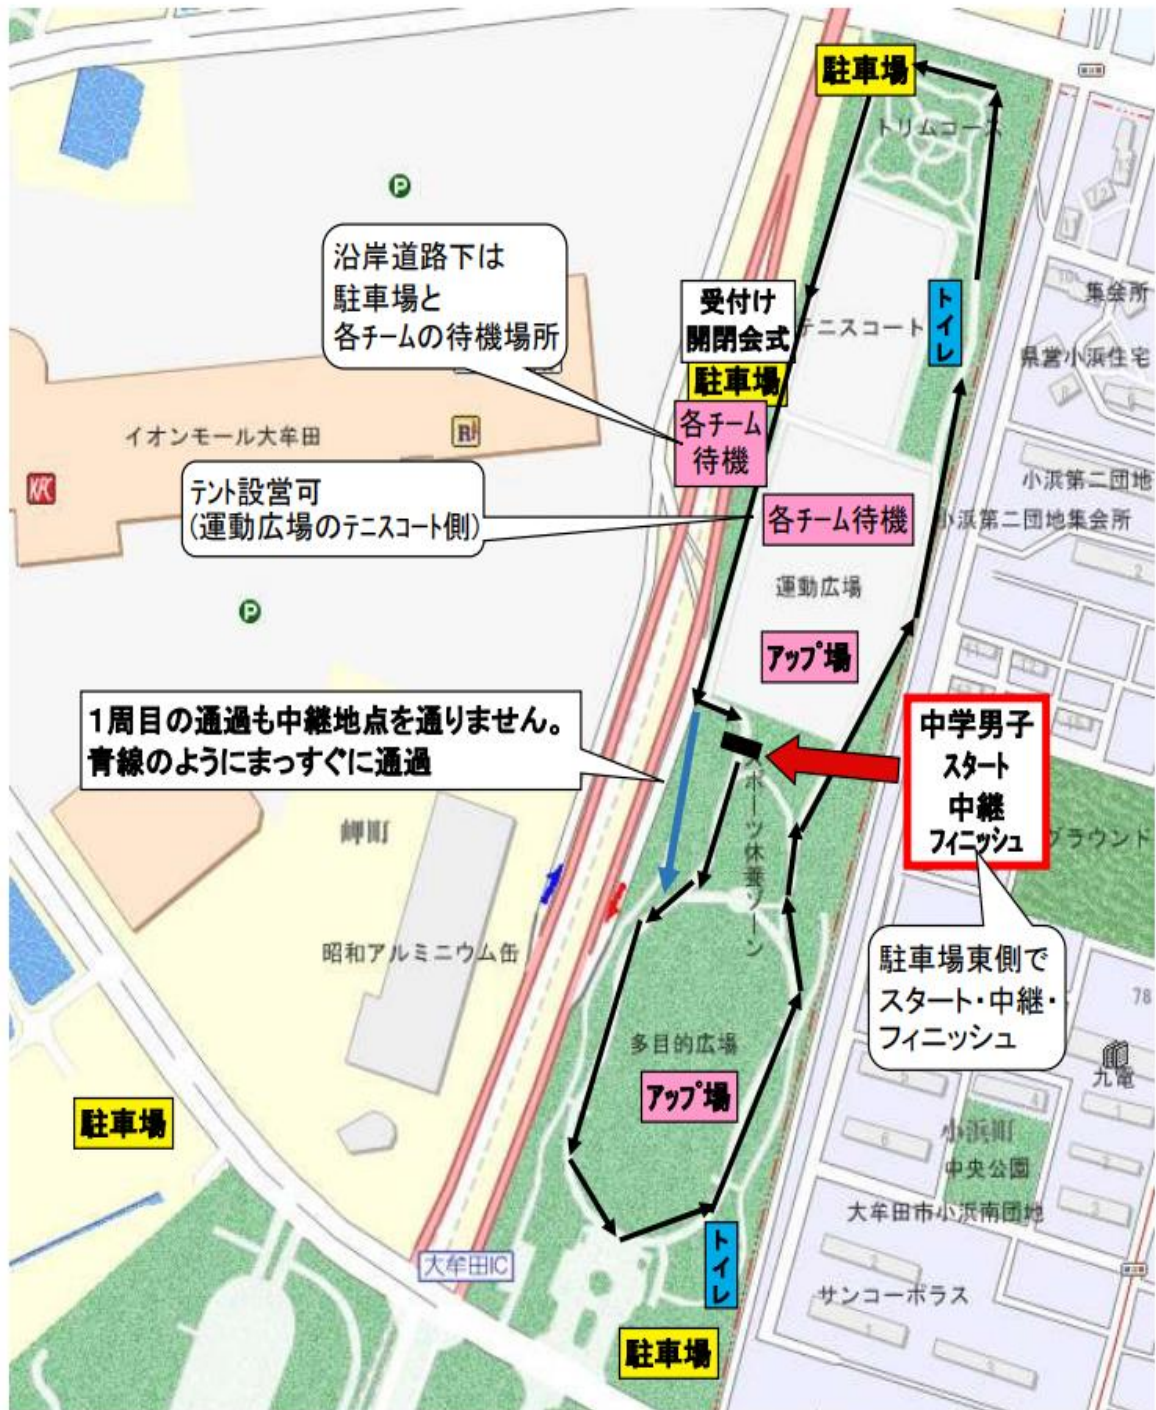 駐車場
トリムコース
P
沿岸道路下は
駐車場と
各チームの待機場所
受付け
開閉会式
駐車場
トイレ
テニスコート
集会所
県営小浜住宅
各チーム
待機
イオンモール大牟田
R
KFC
テント設営可
(運動広場のテニスコート側)
各チーム待機
小浜第二団地
小浜第二団地集会所
2
運動広場
P
アップ場
1周目の通過も中継地点を通りません。
青線のようにまっすぐに通過
中学男子
スタート
中継
フィニッシュ
スポーツ休養ゾーン
グラウンド
岬町
昭和アルミニウム缶
駐車場東側で
スタート・中継・
フィニッシュ
78
九電
多目的広場
アップ場
駐車場
小浜町
中央公園
大牟田市小浜南団地
トイレ
大牟田IC
サンコーポラス
駐車場